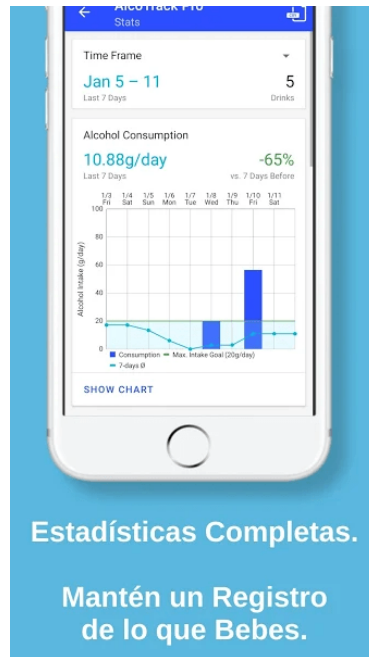 AlcoTrack Pro
Stats
Time Frame
Jan 5 – 11 5
Last 7 Days Drinks
Alcohol Consumption
10.88g/day -65%
Last 7 Days vs. 7 Days Before
1/3 1/4 1/5 1/6 1/7 1/8 1/9 1/10 1/11
Fri Sat Sun Mon Tue Wed Thu Fri Sat
100
80
60
40
20
0
Alcohol Intake (g/day)
Consumption Max. Intake Goal (20g/day)
7-days Ø
SHOW CHART
Estadísticas Completas.
Mantén un Registro
de lo que Bebes.